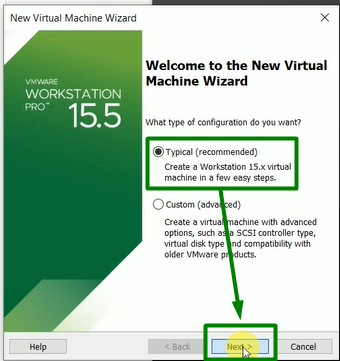 New Virtual Machine Wizard
VMWARE
WORKSTATION
PRO™
15.5
Welcome to the New Virtual
Machine Wizard
What type of configuration do you want?
Typical (recommended)
Create a Workstation 15.x virtual
machine in a few easy steps.
Custom (advanced)
Create a virtual machine with advanced
options, such as a SCSI controller type,
virtual disk type and compatibility with
older VMware products.
Help
< Back
Next >
Cancel